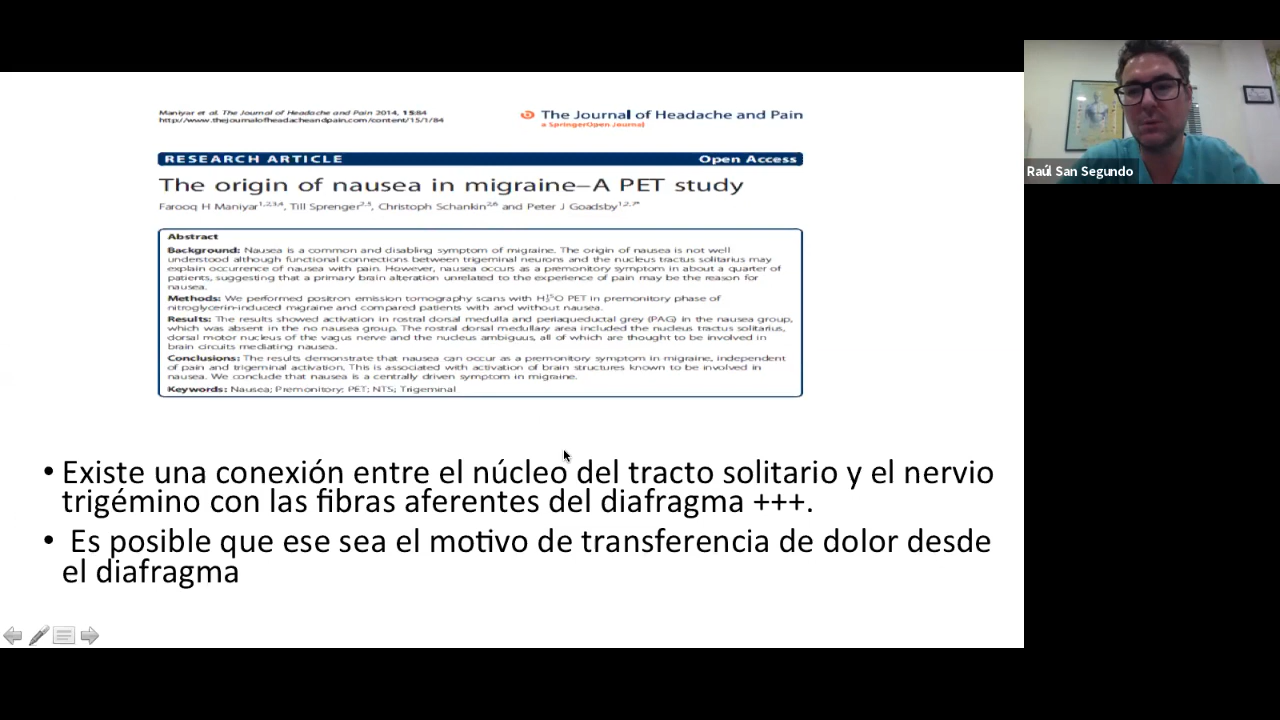 Maniyar et al. The Journal of Headache and Pain 2014, 15:84
http://www.thejournalofheadacheandpain.com/content/15/1/84
The Journal of Headache and Pain
a SpringerOpen Journal
RESEARCH ARTICLE
Open Access
The origin of nausea in migraine–A PET study
Farooq H Maniyar1,2,3,4, Till Sprenger2,5, Christoph Schankin2,6 and Peter J Goadsby1,2,7*
Abstract
Background: Nausea is a common and disabling symptom of migraine. The origin of nausea is not well
understood although functional connections between trigeminal neurons and the nucleus tractus solitarius may
explain occurrence of nausea with pain. However, nausea occurs as a premonitory symptom in about a quarter of
patients, suggesting that a primary brain alteration unrelated to the experience of pain may be the reason for
nausea.
Methods: We performed positron emission tomography scans with H₂¹⁵O PET in premonitory phase of
nitroglycerin-induced migraine and compared patients with and without nausea.
Results: The results showed activation in rostral dorsal medulla and periaqueductal grey (PAG) in the nausea group,
which was absent in the no nausea group. The rostral dorsal medullary area included the nucleus tractus solitarius,
dorsal motor nucleus of the vagus nerve and the nucleus ambiguus, all of which are thought to be involved in
brain circuits mediating nausea.
Conclusions: The results demonstrate that nausea can occur as a premonitory symptom in migraine, independent
of pain and trigeminal activation. This is associated with activation of brain structures known to be involved in
nausea. We conclude that nausea is a centrally driven symptom in migraine.
Keywords: Nausea; Premonitory; PET; NTS; Trigeminal
• Existe una conexión entre el núcleo del tracto solitario y el nervio
trigémino con las fibras aferentes del diafragma +++.
• Es posible que ese sea el motivo de transferencia de dolor desde
el diafragma
Raúl San Segundo